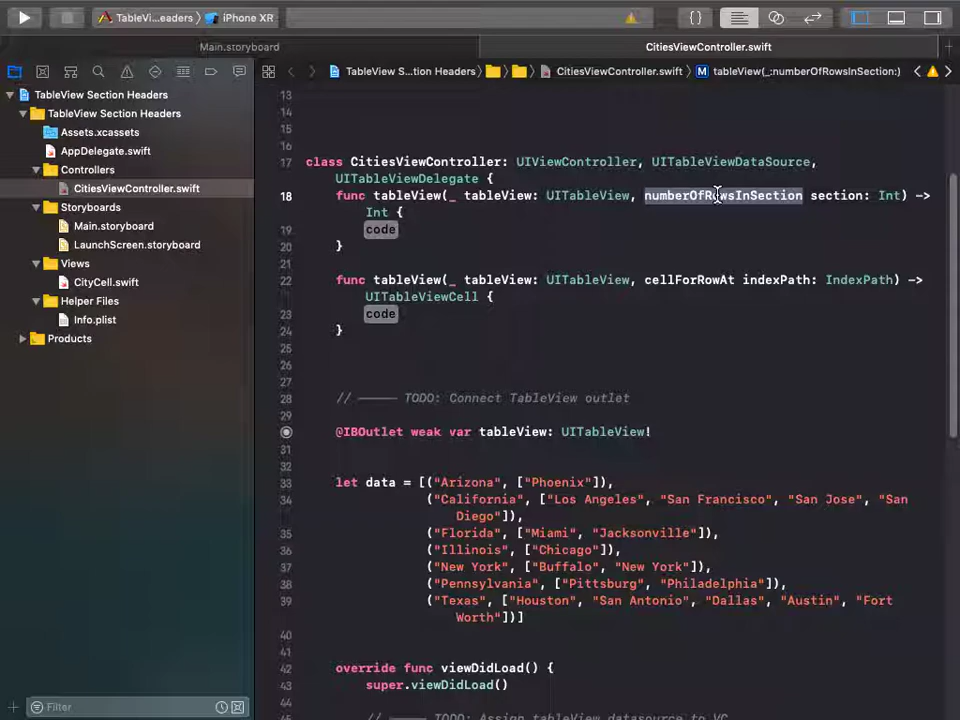 TableVi...eaders › iPhone XR
Main.storyboard
CitiesViewController.swift
TableView S...tion Headers › CitiesViewController.swift › M tableView(_:numberOfRowsInSection:)
TableView Section Headers
TableView Section Headers
Assets.xcassets
AppDelegate.swift
Controllers
CitiesViewController.swift
Storyboards
Main.storyboard
LaunchScreen.storyboard
Views
CityCell.swift
Helper Files
Info.plist
Products
Filter
13
14
15
16
17 class CitiesViewController: UIViewController, UITableViewDataSource,
UITableViewDelegate {
18 func tableView(_ tableView: UITableView, numberOfRowsInSection section: Int) ->
Int {
19 code
20 }
21
22 func tableView(_ tableView: UITableView, cellForRowAt indexPath: IndexPath) ->
UITableViewCell {
23 code
24 }
25
26
27
28 // ——— TODO: Connect TableView outlet
29
@IBOutlet weak var tableView: UITableView!
31
32
33 let data = [("Arizona", ["Phoenix"]),
34 ("California", ["Los Angeles", "San Francisco", "San Jose", "San
Diego"]),
35 ("Florida", ["Miami", "Jacksonville"]),
36 ("Illinois", ["Chicago"]),
37 ("New York", ["Buffalo", "New York"]),
38 ("Pennsylvania", ["Pittsburg", "Philadelphia"]),
39 ("Texas", ["Houston", "San Antonio", "Dallas", "Austin", "Fort
Worth"])]
40
41
42 override func viewDidLoad() {
43 super.viewDidLoad()
44
// ——— TODO: Assign tableView datasource to VC